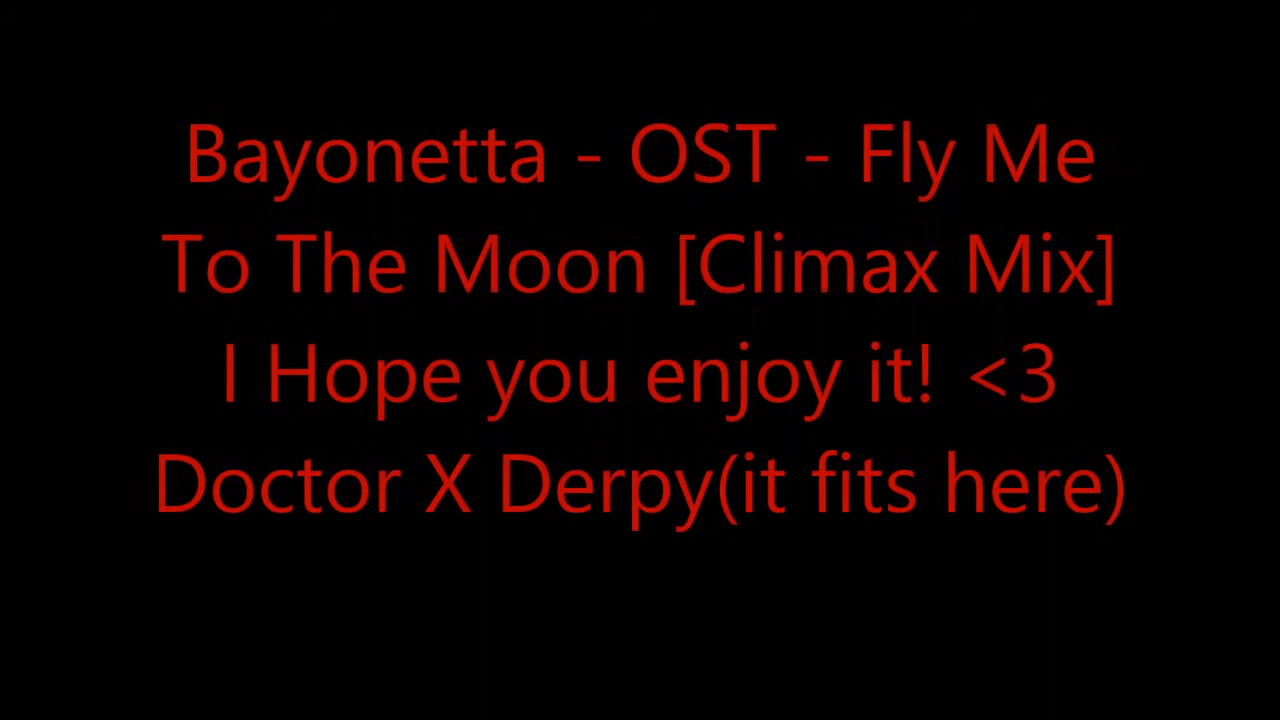 Bayonetta - OST - Fly Me
To The Moon [Climax Mix]
I Hope you enjoy it! <3
Doctor X Derpy(it fits here)